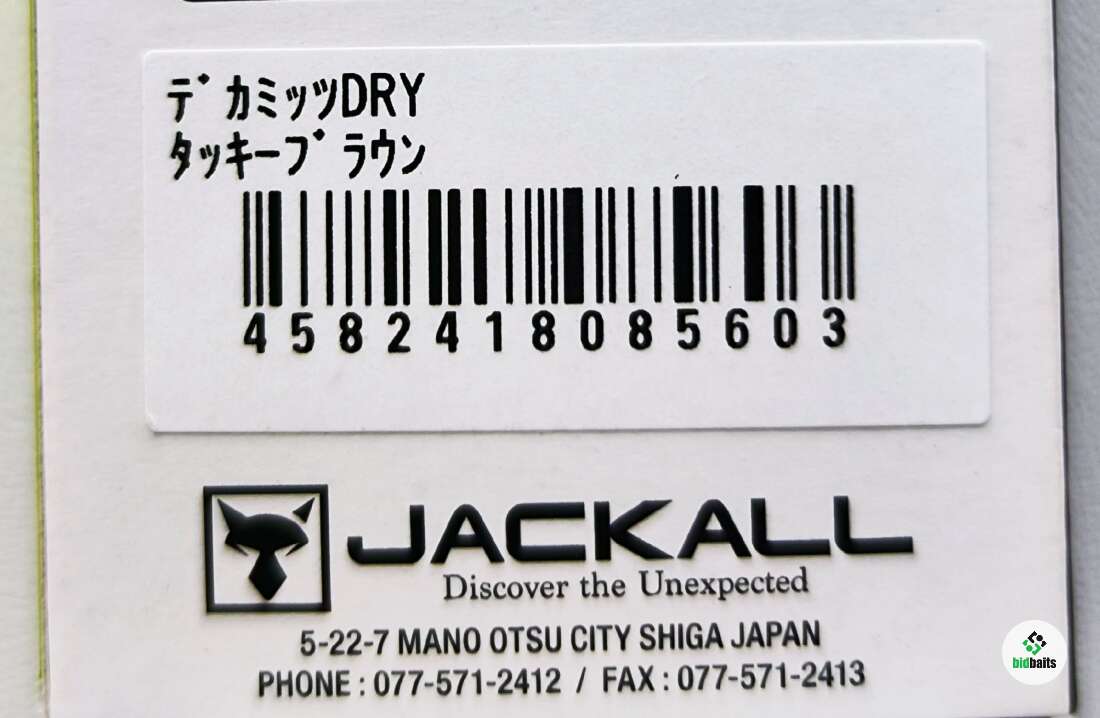 デカミッツDRY
タッキーブラウン
4582418085603
JACKALL
Discover the Unexpected
5-22-7 MANO OTSU CITY SHIGA JAPAN
PHONE : 077-571-2412 / FAX : 077-571-2413
bidbaits